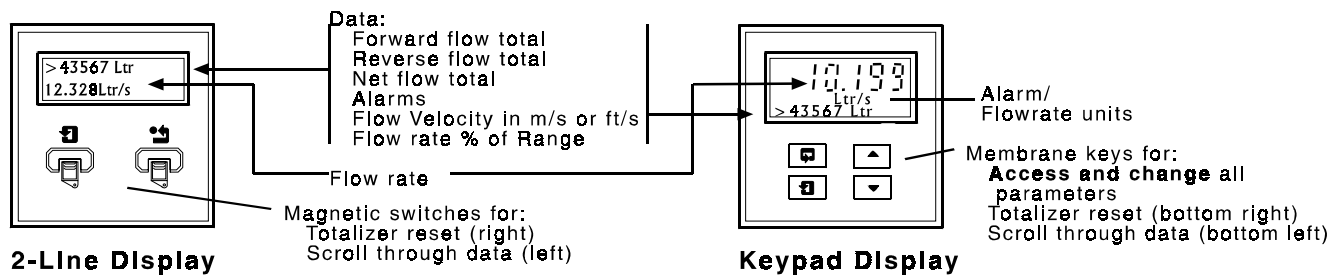 Data:
Forward flow total
Reverse flow total
Net flow total
Alarms
Flow Velocity in m/s or ft/s
Flow rate % of Range
Flow rate
>43567 Ltr
12.328Ltr/s
Magnetic switches for:
Totalizer reset (right)
Scroll through data (left)
2-Line Display
10.199
Ltr/s
>43567 Ltr
Alarm/
Flowrate units
Membrane keys for:
Access and change all
parameters
Totalizer reset (bottom right)
Scroll through data (bottom left)
Keypad Display